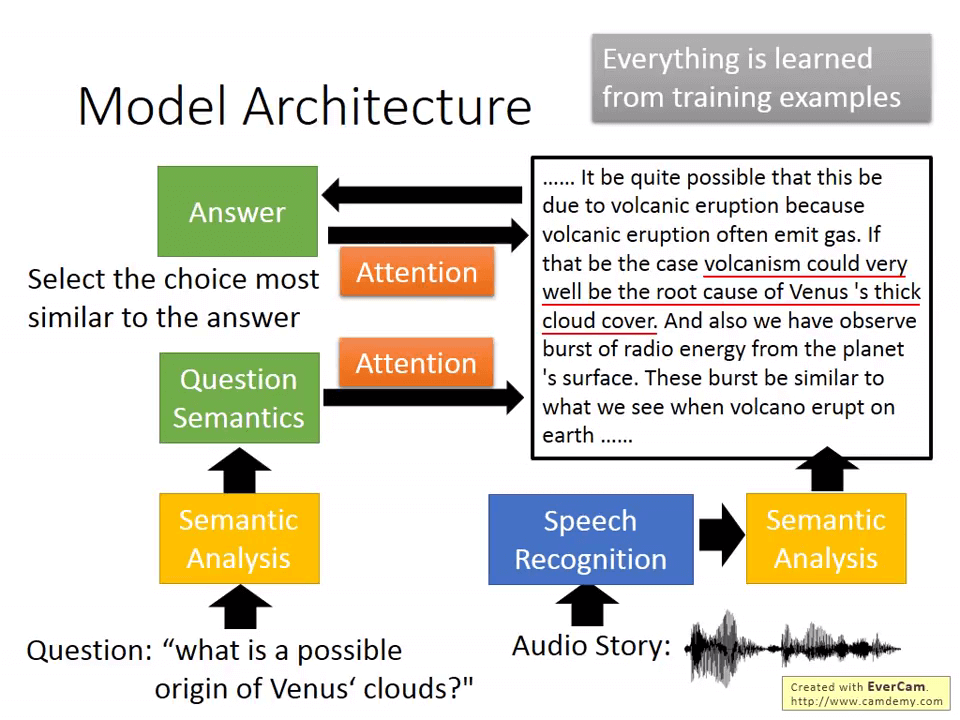 Everything is learned
from training examples
Model Architecture
Answer
Attention
Select the choice most
similar to the answer
Attention
Question
Semantics
Semantic
Analysis
Question: “what is a possible
origin of Venus‘ clouds?"
...... It be quite possible that this be
due to volcanic eruption because
volcanic eruption often emit gas. If
that be the case volcanism could very
well be the root cause of Venus 's thick
cloud cover. And also we have observe
burst of radio energy from the planet
's surface. These burst be similar to
what we see when volcano erupt on
earth ......
Speech
Recognition
Semantic
Analysis
Audio Story:
Created with EverCam.
http://www.camdemy.com